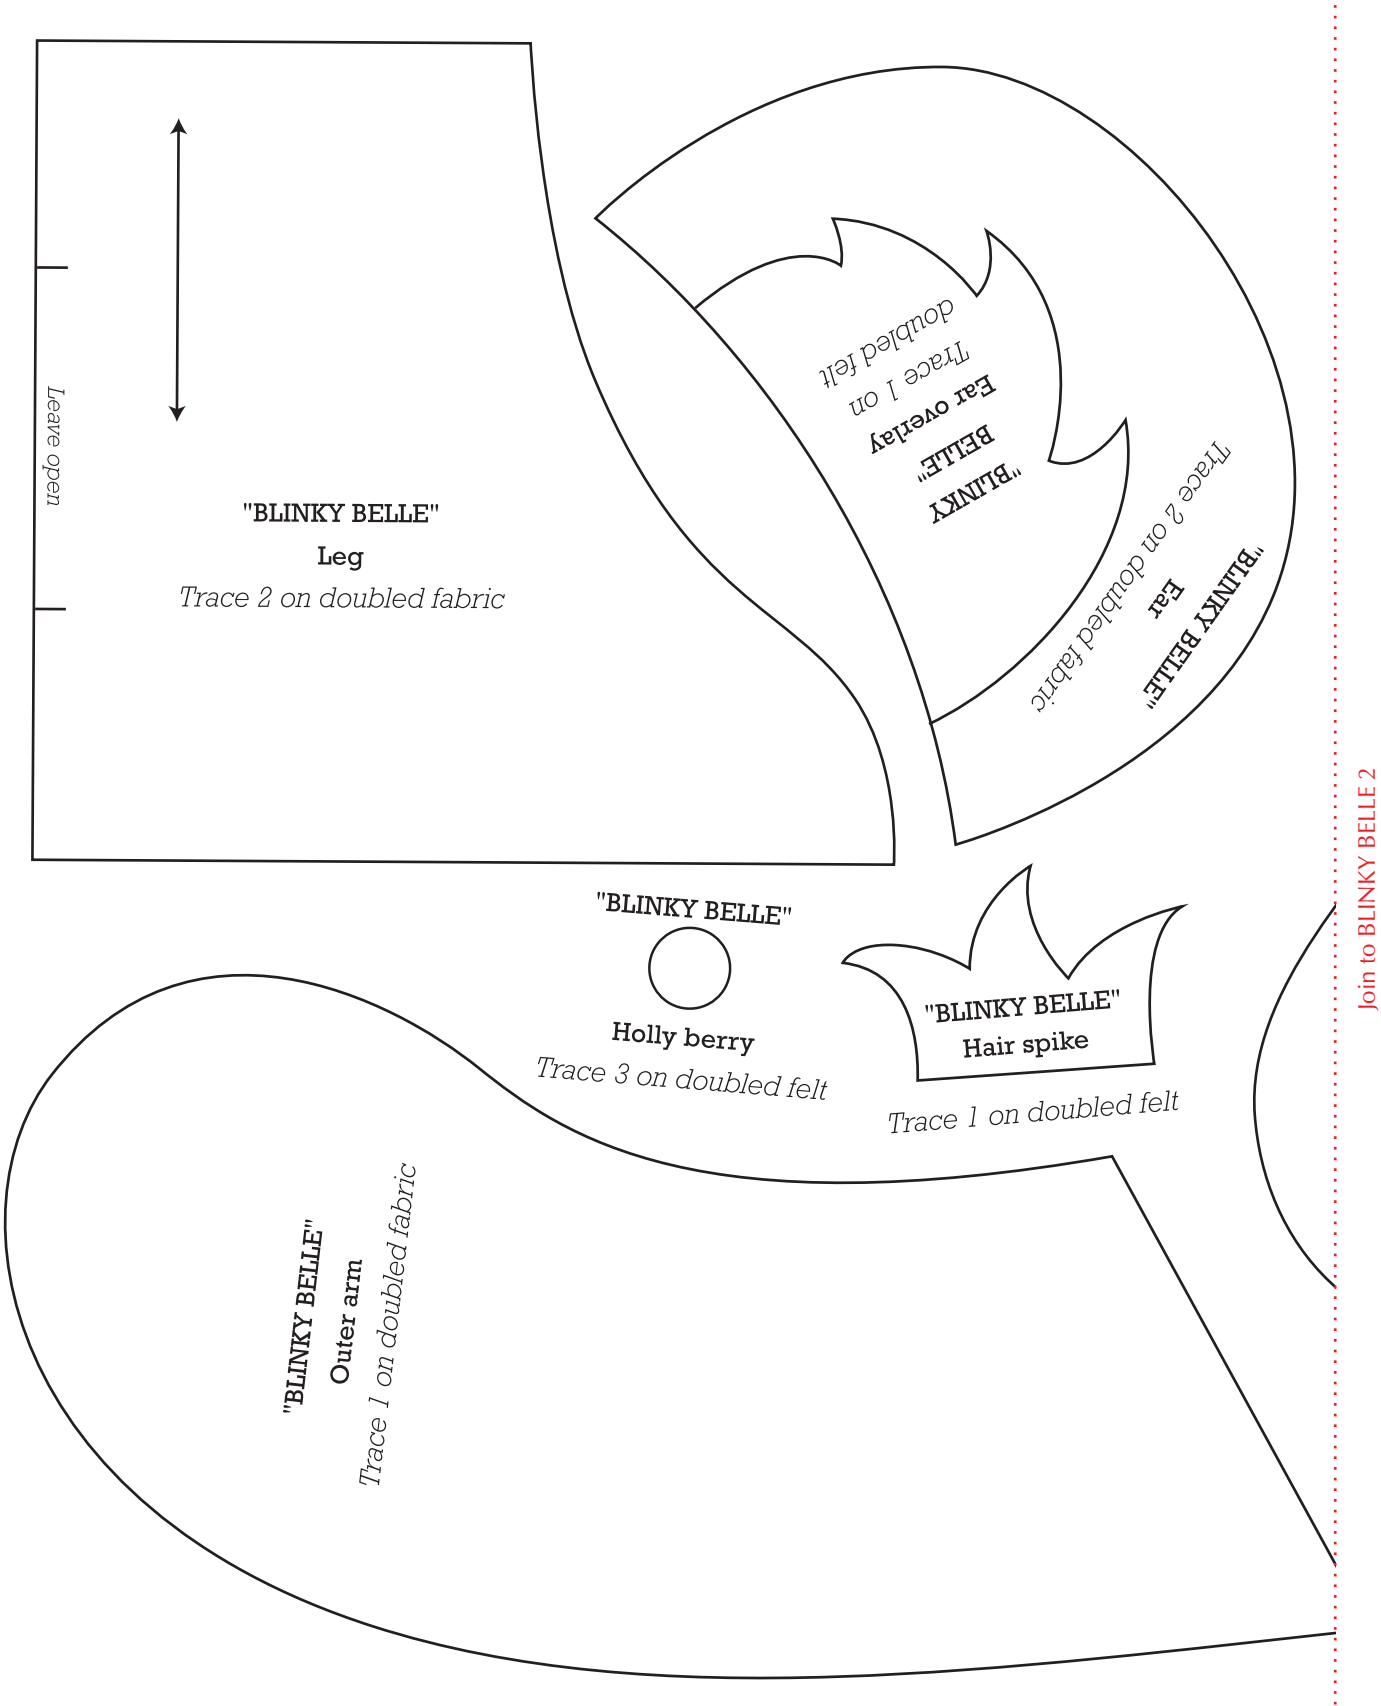 Leave open
"BLINKY BELLE"
Leg
Trace 2 on doubled fabric
"BLINKY
BELLE"
Ear overlay
Trace 1 on
doubled felt
"BLINKY BELLE"
Ear
Trace 2 on doubled fabric
"BLINKY BELLE"
Holly berry
Trace 3 on doubled felt
"BLINKY BELLE"
Hair spike
Trace 1 on doubled felt
"BLINKY BELLE"
Outer arm
Trace 1 on doubled fabric
Join to BLINKY BELLE 2